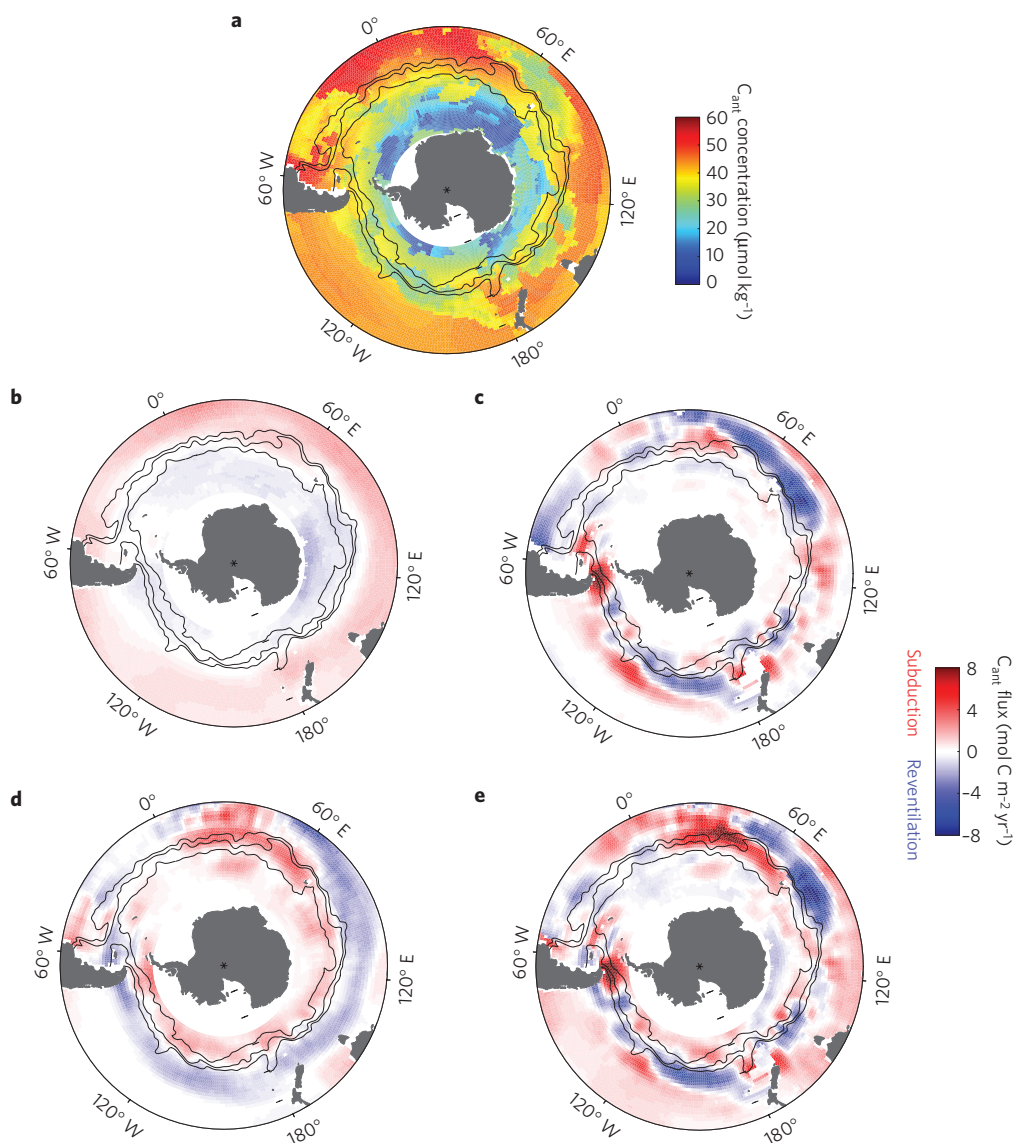 a
0°
60° E
120° E
180°
120° W
60° W
60
50
40
30
20
10
0
C_ant concentration (µmol kg⁻¹)
b
0°
60° E
120° E
180°
120° W
60° W
c
0°
60° E
120° E
180°
120° W
60° W
Subduction
Reventilation
8
4
0
−4
−8
C_ant flux (mol C m⁻² yr⁻¹)
d
0°
60° E
120° E
180°
120° W
60° W
e
0°
60° E
120° E
180°
120° W
60° W